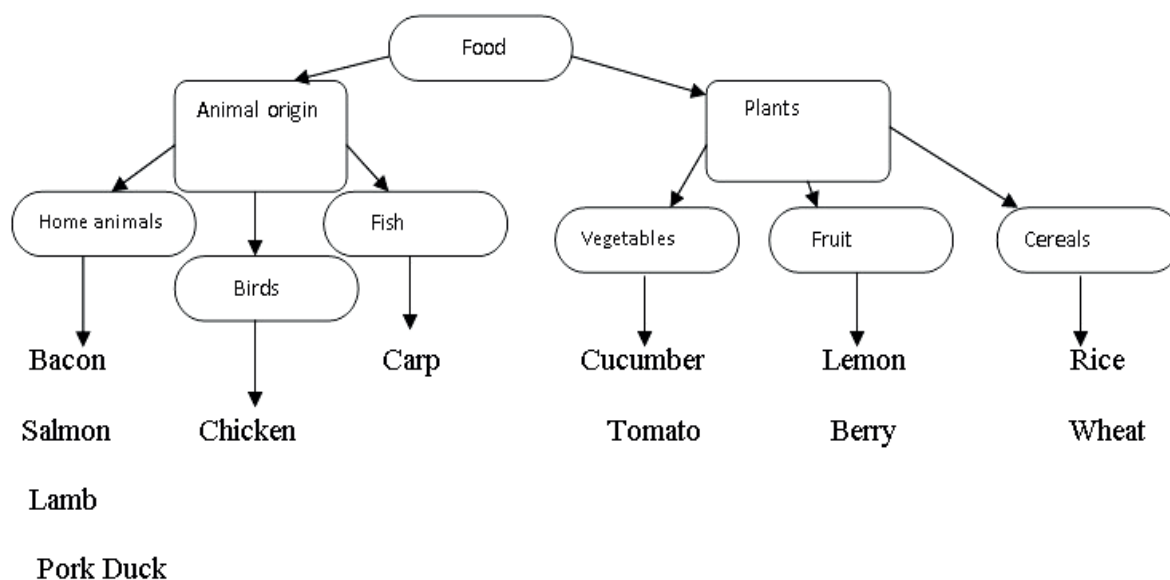 Food
Animal origin
Plants
Home animals
Fish
Vegetables
Fruit
Cereals
Birds
Bacon
Carp
Cucumber
Lemon
Rice
Salmon
Chicken
Tomato
Berry
Wheat
Lamb
Pork Duck